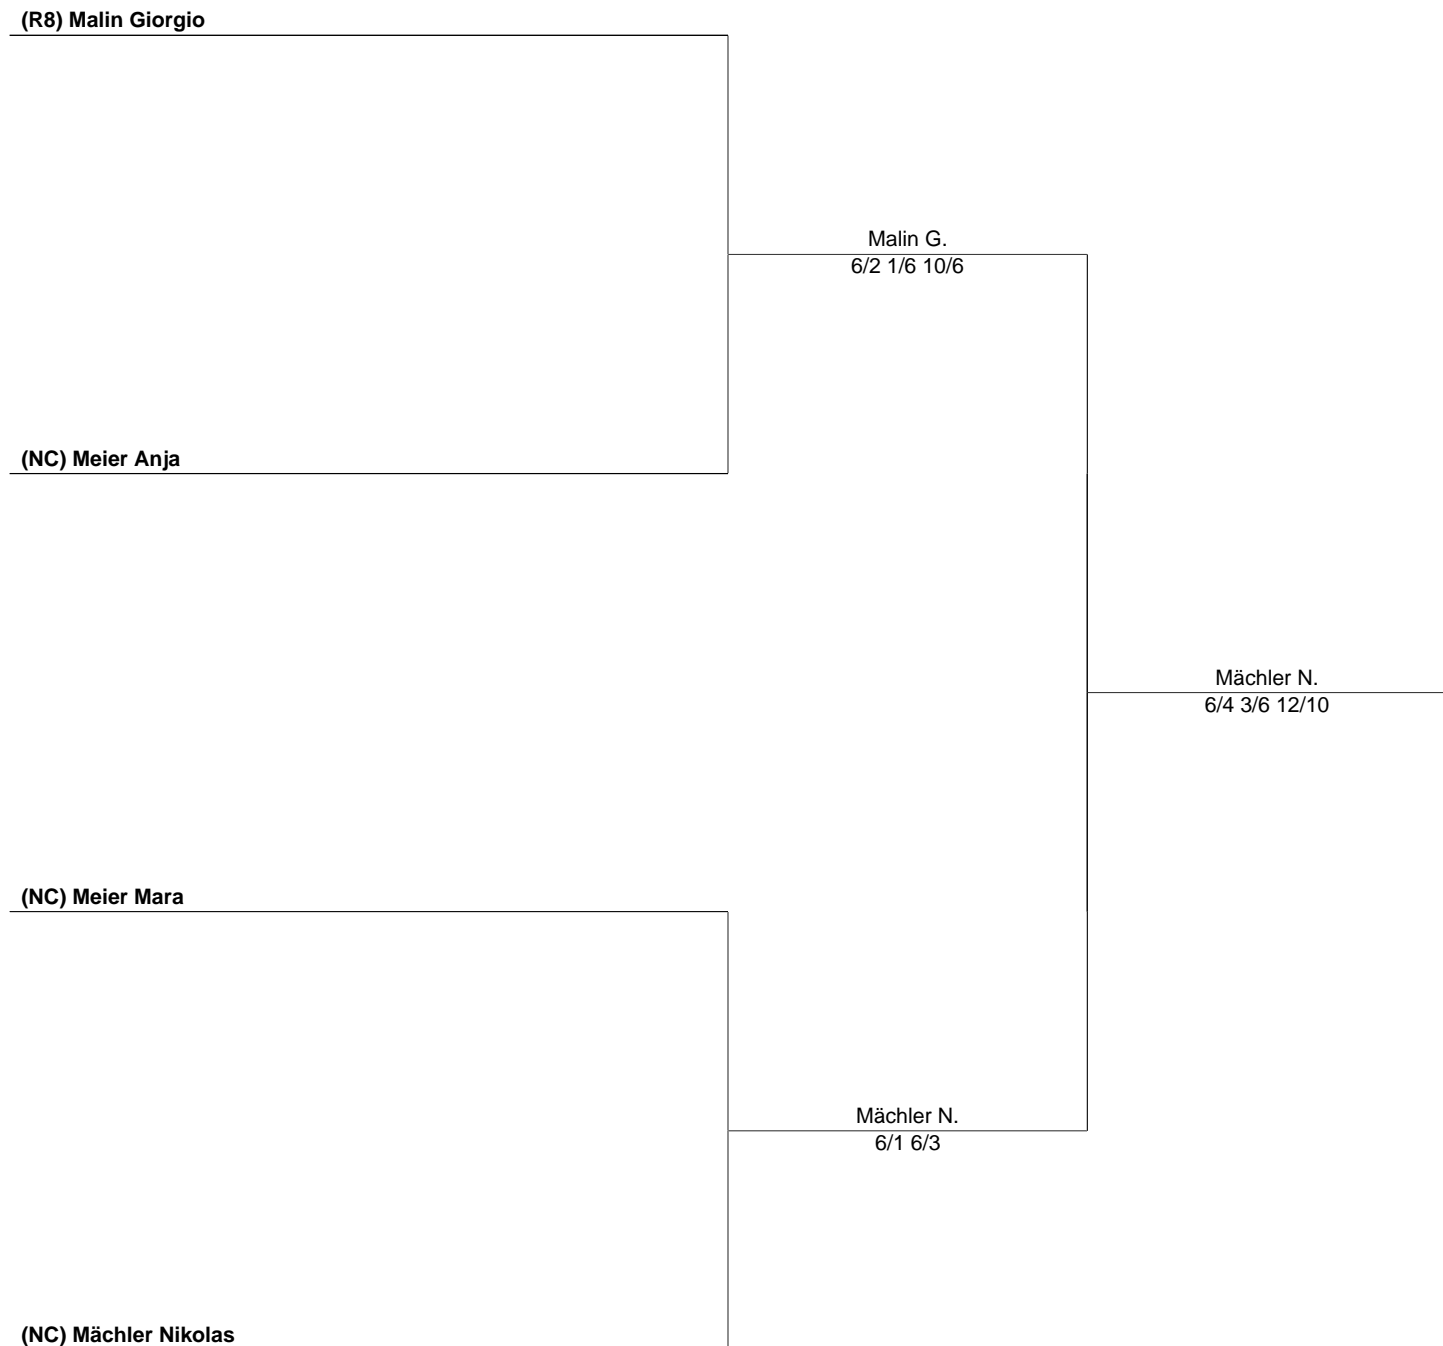 (R8) Malin Giorgio
Malin G.
6/2 1/6 10/6
(NC) Meier Anja
Mächler N.
6/4 3/6 12/10
(NC) Meier Mara
Mächler N.
6/1 6/3
(NC) Mächler Nikolas